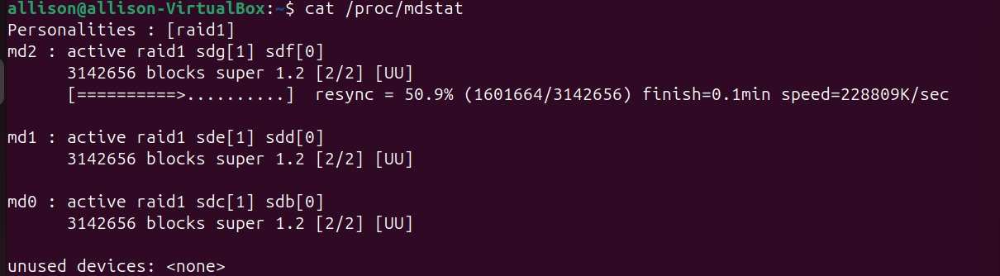 allison@allison-VirtualBox:~$ cat /proc/mdstat
Personalities : [raid1]
md2 : active raid1 sdg[1] sdf[0]
      3142656 blocks super 1.2 [2/2] [UU]
      [==========>..........]  resync = 50.9% (1601664/3142656) finish=0.1min speed=228809K/sec

md1 : active raid1 sde[1] sdd[0]
      3142656 blocks super 1.2 [2/2] [UU]

md0 : active raid1 sdc[1] sdb[0]
      3142656 blocks super 1.2 [2/2] [UU]

unused devices: <none>